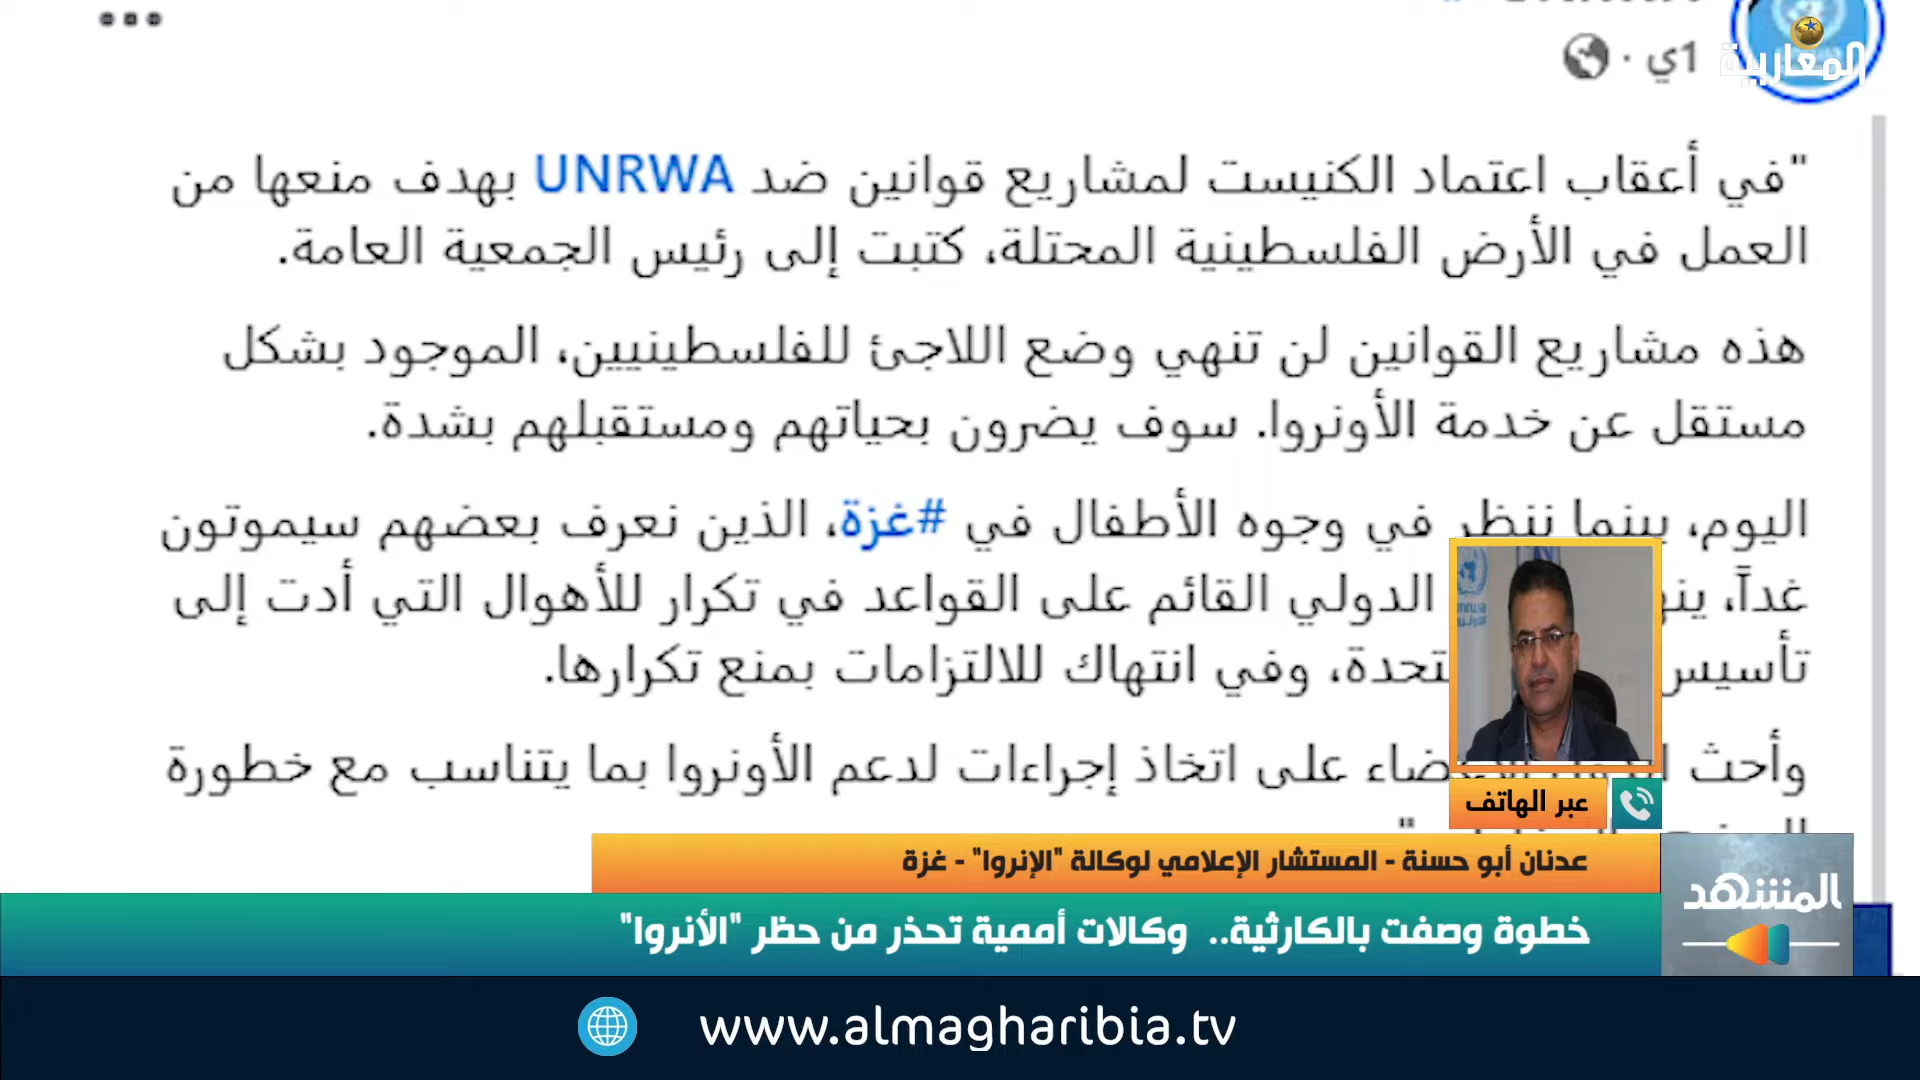 المغاربية
1ي ·
"في أعقاب اعتماد الكنيست لمشاريع قوانين ضد UNRWA بهدف منعها من
العمل في الأرض الفلسطينية المحتلة، كتبت إلى رئيس الجمعية العامة.
هذه مشاريع القوانين لن تنهي وضع اللاجئ للفلسطينيين، الموجود بشكل
مستقل عن خدمة الأونروا. سوف يضرون بحياتهم ومستقبلهم بشدة.
اليوم، بينما ننظر في وجوه الأطفال في #غزة، الذين نعرف بعضهم سيموتون
غداً، الدولي القائم على القواعد في تكرار للأهوال التي أدت إلى
تأسيس وفي انتهاك للالتزامات بمنع تكرارها.
وأحث على اتخاذ إجراءات لدعم الأونروا بما يتناسب مع خطورة
unrwa
عبر الهاتف
عدنان أبو حسنة - المستشار الإعلامي لوكالة "الإنروا" - غزة
المشهد
خطوة وصفت بالكارثية.. وكالات أممية تحذر من حظر "الأنروا"
www.almagharibia.tv